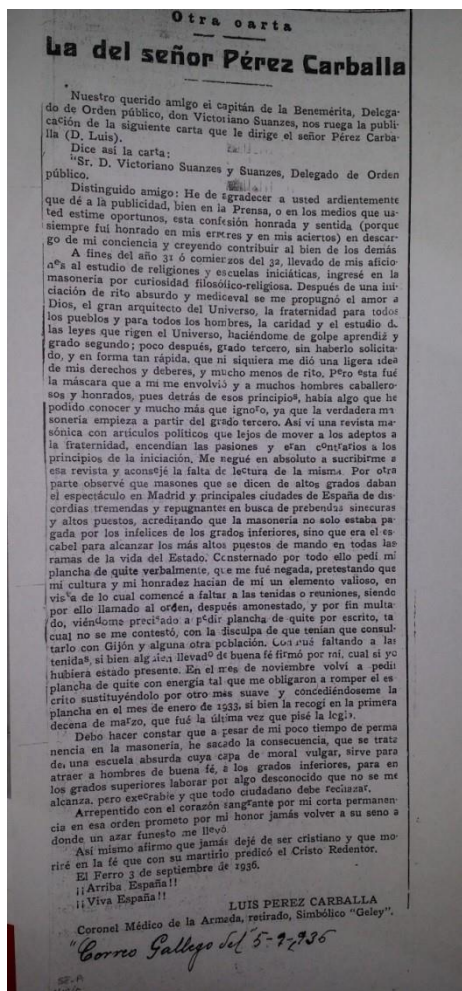 Otra carta
La del señor Pérez Carballa
Nuestro querido amigo el capitán de la Benemérita, Delega-
do de Orden público, don Victoriano Suanzes, nos ruega la publi-
cación de la siguiente carta que le dirige el señor Pérez Carba-
lla (D. Luis).
Dice así la carta:
"Sr. D. Victoriano Suanzes y Suanzes, Delegado de Orden
público.
Distinguido amigo: He de agradecer a usted ardientemente
que dé a la publicidad, bien en la Prensa, o en los medios que us-
ted estime oportunos, esta confesión honrada y sentida (porque
siempre fuí honrado en mis errores y en mis aciertos) en descar-
go de mi conciencia y creyendo contribuir al bien de los demás
A fines del año 31 ó comierzos del 32, llevado de mis aficio-
nes al estudio de religiones y escuelas iniciáticas, ingresé en la
masonería por curiosidad filosófico-religiosa. Después de una ini-
ciación de rito absurdo y medieval se me propugnó el amor a
Dios, el gran arquitecto del Universo, la fraternidad para todos
los pueblos y para todos los hombres, la caridad y el estudio de
las leyes que rigen el Universo, haciéndome de golpe aprendiz y
grado segundo; poco después, grado tercero, sin haberlo solicita-
do, y en forma tan rápida, que ni siquiera me dió una ligera idea
de mis derechos y deberes, y mucho menos de rito. Pero esta fué
la máscara que a mi me envolvió y a muchos hombres caballero-
sos y honrados, pues detrás de esos principios, había algo que he
podido conocer y mucho más que ignoro, ya que la verdadera ma
sonería empieza a partir del grado tercero. Así ví una revista ma-
sónica con artículos políticos que lejos de mover a los adeptos a
la fraternidad, encendían las pasiones y eran contrarios a los
principios de la iniciación. Me negué en absoluto a suscribirme a
esa revista y aconsejé la falta de lectura de la misma. Por otra
parte observé que masones que se dicen de altos grados daban
el espectáculo en Madrid y principales ciudades de España de dis-
cordias tremendas y repugnantes en busca de prebendas sinecuras
y altos puestos, acreditando que la masonería no solo estaba pa-
gada por los infelices de los grados inferiores, sino que era el es-
cabel para alcanzar los más altos puestos de mando en todas las
ramas de la vida del Estado. Consternado por todo ello pedí mi
plancha de quite verbalmente, que me fué negada, pretestando que
mi cultura y mi honradez hacían de mí un elemento valioso, en
vista de lo cual comencé a faltar a las tenidas o reuniones, siendo
por ello llamado al orden, después amonestado, y por fin multa-
do, viéndome precisado a pedir plancha de quite por escrito, ta
cual no se me contestó, con la disculpa de que tenían que consul-
tarlo con Gijón y alguna otra población. Continué faltando a las
tenidas, si bien alguien llevado de buena fé firmó por mí, cual si yo
hubiera estado presente. En el mes de noviembre volví a pedir
plancha de quite con energía tal que me obligaron a romper el es-
crito sustituyéndolo por otro más suave y concediéndoseme la
plancha en el mes de enero de 1933, si bien la recogí en la primera
decena de marzo, que fué la última vez que pisé la logia.
Debo hacer constar que a pesar de mi poco tiempo de perma
nencia en la masonería, he sacado la consecuencia, que se trata
de una escuela absurda cuya capa de moral vulgar, sirve para
atraer a hombres de buena fé, a los grados inferiores, para en
los grados superiores laborar por algo desconocido que no se me
alcanza, pero execrable y que todo ciudadano debe rechazar.
Arrepentido con el corazón sangrante por mi corta permanen-
cia en esa orden prometo por mi honor jamás volver a su seno a
donde un azar funesto me llevó.
Así mismo afirmo que jamás dejé de ser cristiano y que mo-
riré en la fé que con su martirio predicó el Cristo Redentor.
El Ferro 3 de septiembre de 1936.
¡¡Arriba España!!
¡¡Viva España!!
LUIS PEREZ CARBALLA
Coronel Médico de la Armada, retirado, Simbólico "Geley".
"Correo Gallego del" 5-9-936